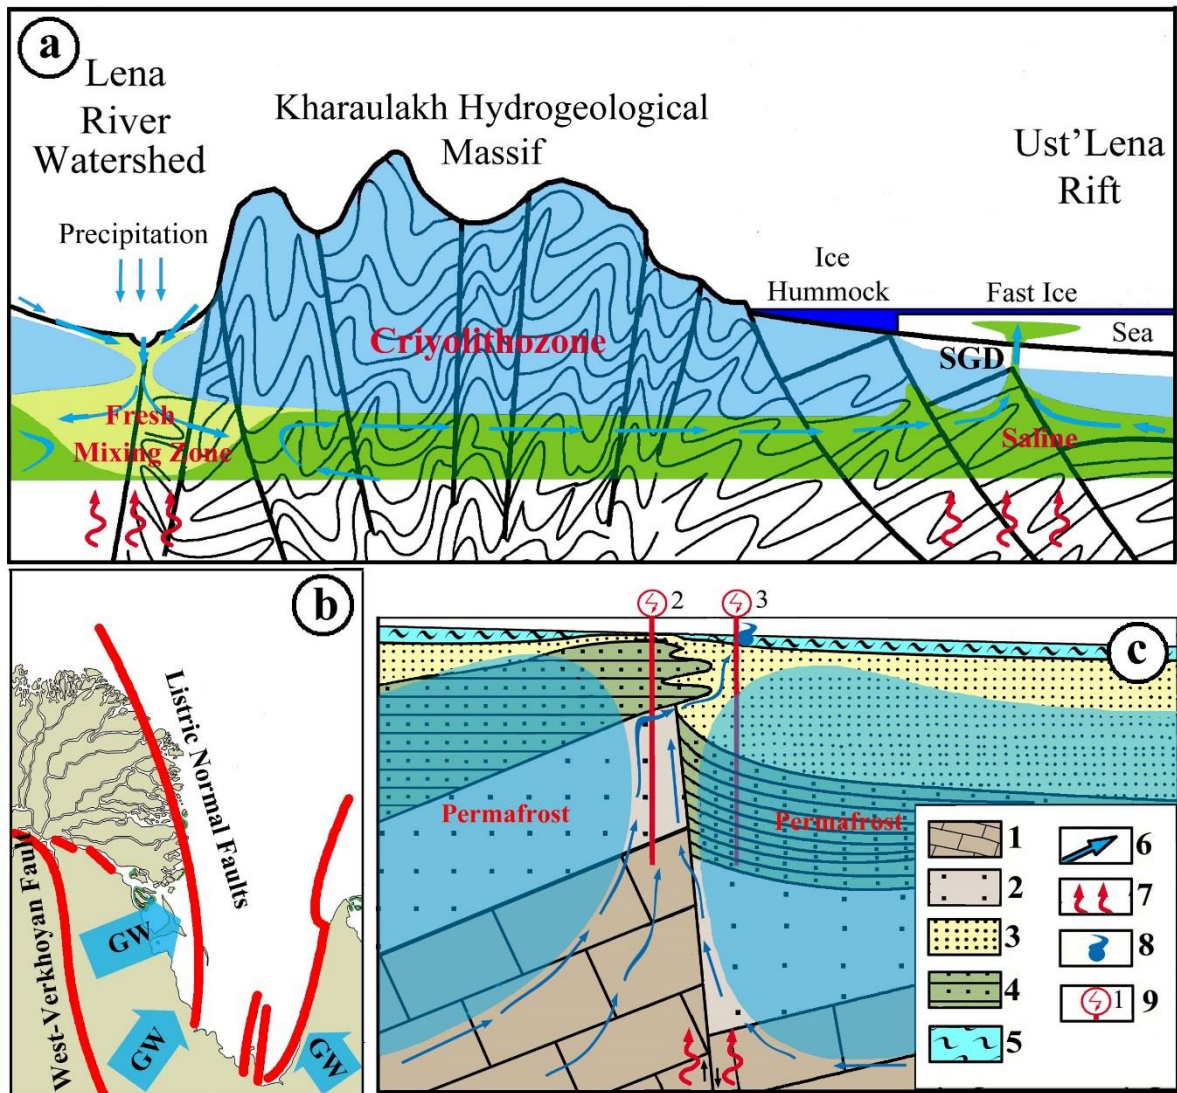 a
Lena
River
Watershed
Kharaulakh Hydrogeological
Massif
Ust'Lena
Rift
Precipitation
Ice
Hummock
Fast Ice
Sea
Criyolithozone
SGD
Fresh
Mixing Zone
Saline
b
Listric Normal Faults
West-Verkhoyan Fault
GW
GW
GW
2
3
c
Permafrost
Permafrost
1
2
3
4
5
6
7
8
1
9